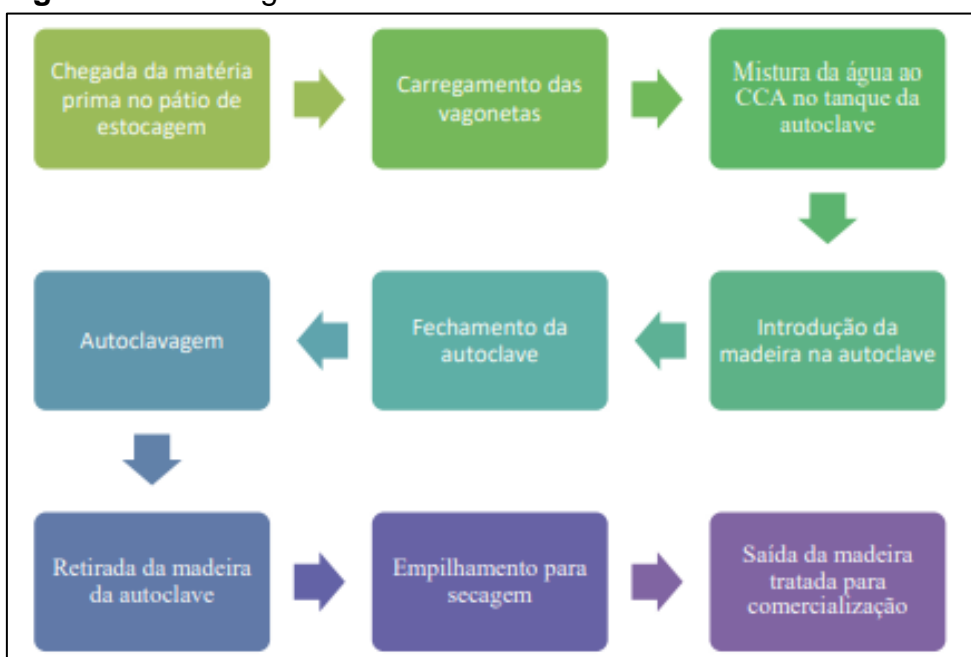 Chegada da matéria
prima no pátio de
estocagem
Carregamento das
vagonetas
Mistura da água ao
CCA no tanque da
autoclave
Introdução da
madeira na autoclave
Fechamento da
autoclave
Autoclavagem
Retirada da madeira
da autoclave
Empilhamento para
secagem
Saída da madeira
tratada para
comercialização